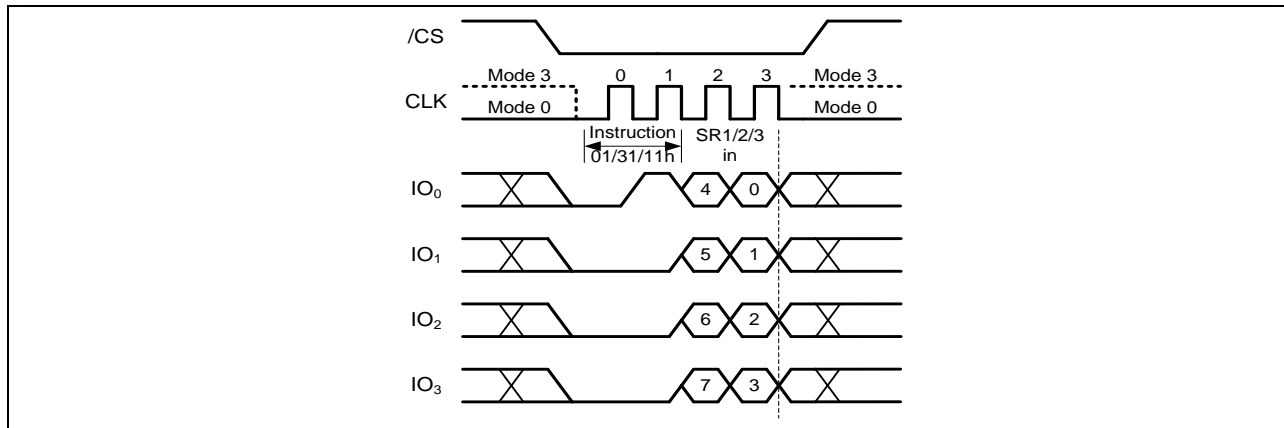 /CS
Mode 3 0 1 2 3 Mode 3
CLK Mode 0 Mode 0
Instruction SR1/2/3
01/31/11h in
IO₀ 4 0
IO₁ 5 1
IO₂ 6 2
IO₃ 7 3